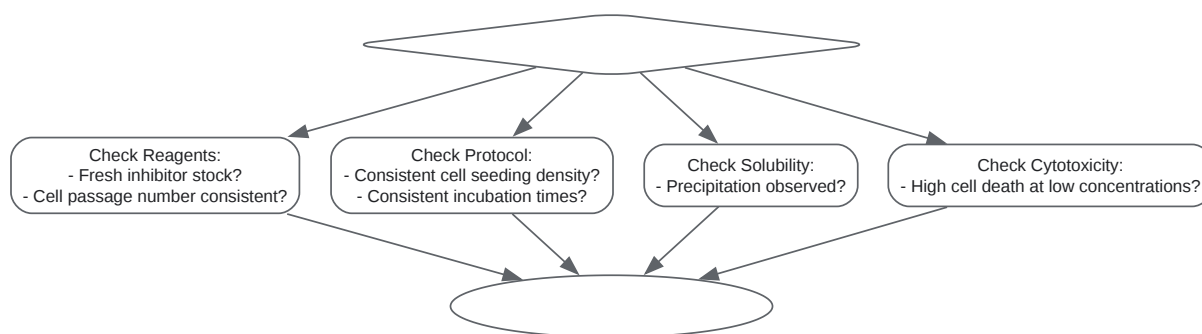 Check Reagents:
- Fresh inhibitor stock?
- Cell passage number consistent?
Check Protocol:
- Consistent cell seeding density?
- Consistent incubation times?
Check Solubility:
- Precipitation observed?
Check Cytotoxicity:
- High cell death at low concentrations?